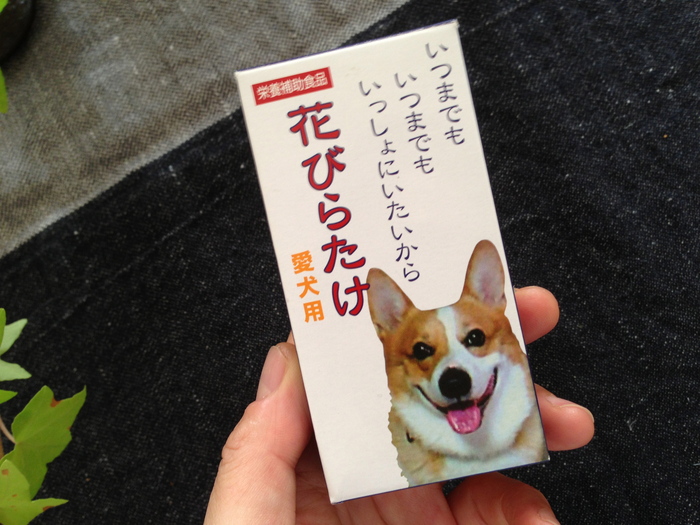 いつまでも
いつまでも
いっしょにいたいから
栄養補助食品
花びらたけ
愛犬用